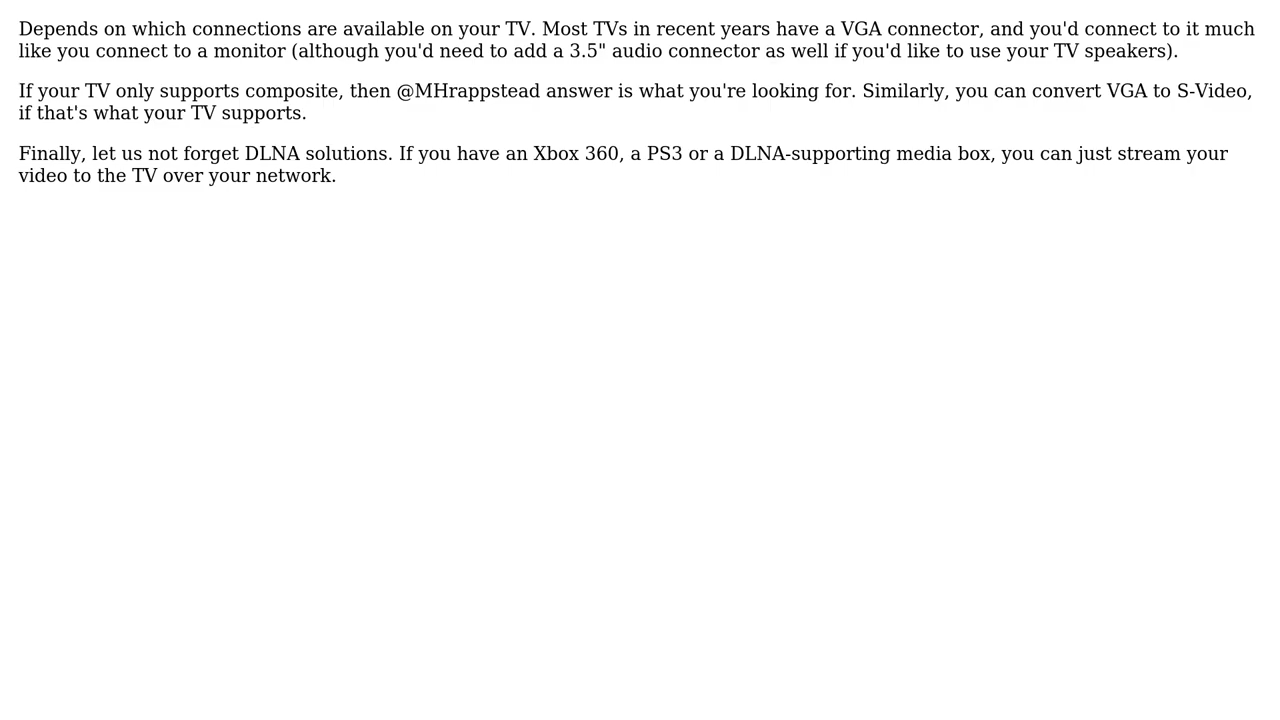 Depends on which connections are available on your TV. Most TVs in recent years have a VGA connector, and you'd connect to it much
like you connect to a monitor (although you'd need to add a 3.5" audio connector as well if you'd like to use your TV speakers).
If your TV only supports composite, then @MHrappstead answer is what you're looking for. Similarly, you can convert VGA to S-Video,
if that's what your TV supports.
Finally, let us not forget DLNA solutions. If you have an Xbox 360, a PS3 or a DLNA-supporting media box, you can just stream your
video to the TV over your network.